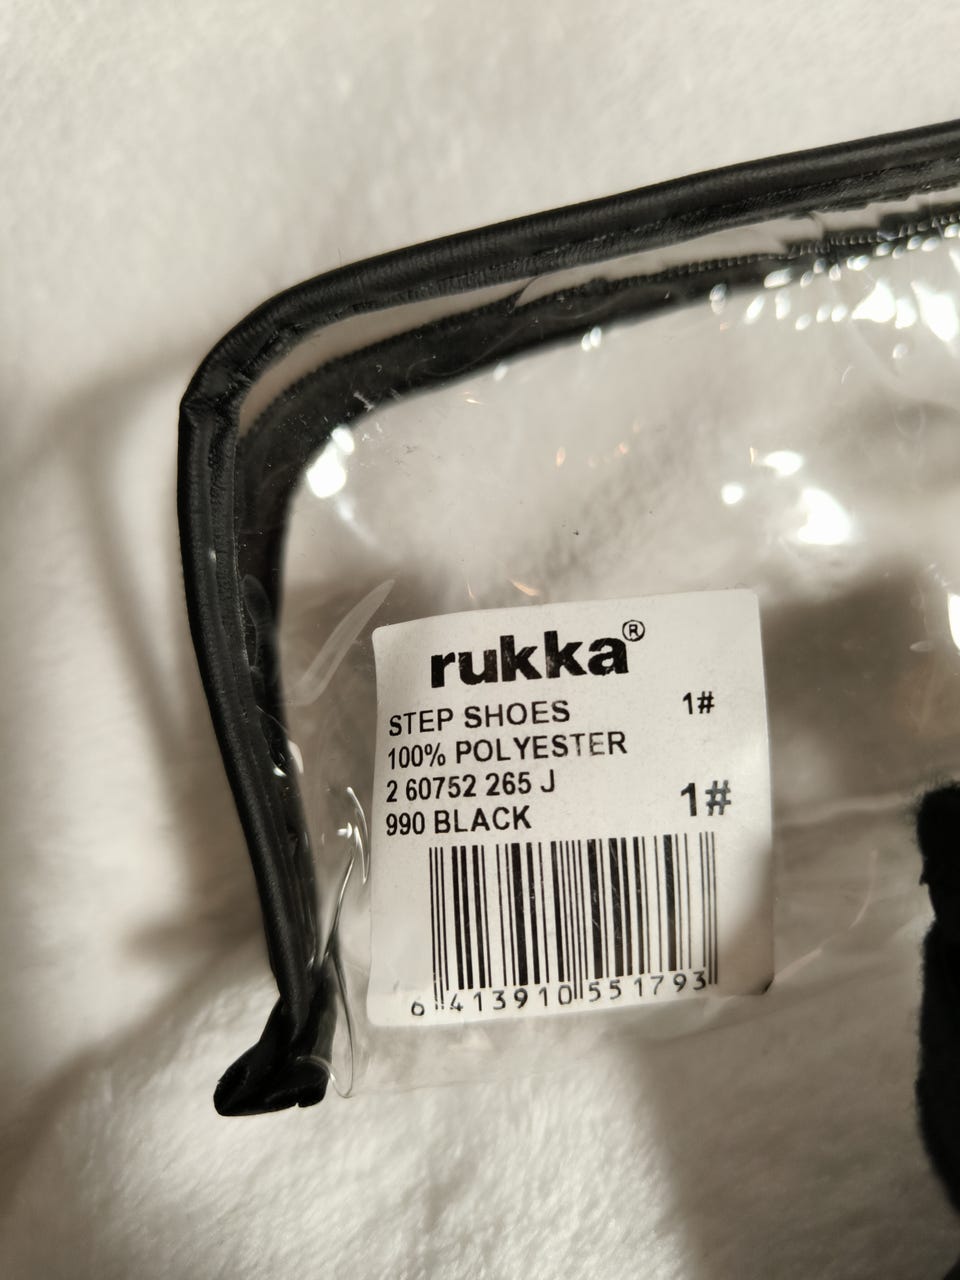 rukka®
STEP SHOES 1#
100% POLYESTER
2 60752 265 J
990 BLACK 1#
6 413910 551793